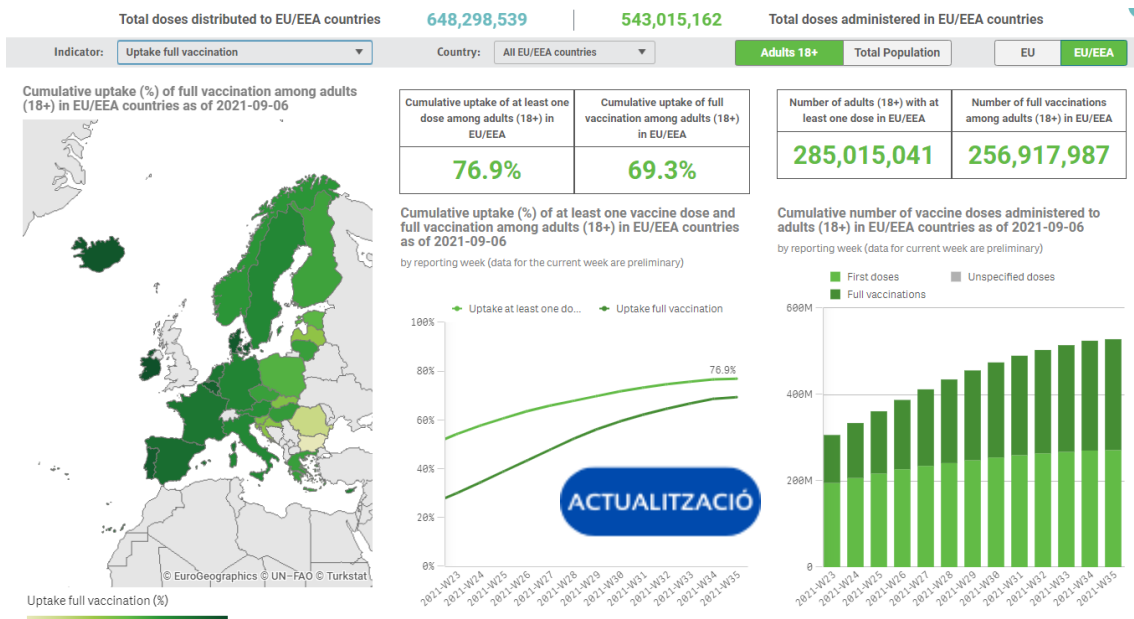 Total doses distributed to EU/EEA countries 648,298,539 543,015,162 Total doses administered in EU/EEA countries
Indicator: Uptake full vaccination Country: All EU/EEA countries Adults 18+ Total Population EU EU/EEA
Cumulative uptake (%) of full vaccination among adults
(18+) in EU/EEA countries as of 2021-09-06
© EuroGeographics © UN-FAO © Turkstat
Uptake full vaccination (%)
Cumulative uptake of at least one
dose among adults (18+) in
EU/EEA
76.9%
Cumulative uptake of full
vaccination among adults (18+)
in EU/EEA
69.3%
Cumulative uptake (%) of at least one vaccine dose and
full vaccination among adults (18+) in EU/EEA countries
as of 2021-09-06
by reporting week (data for the current week are preliminary)
Uptake at least one do... Uptake full vaccination
100%
80%
60%
40%
20%
0%
76.9%
ACTUALITZACIÓ
2021-W23 2021-W24 2021-W25 2021-W26 2021-W27 2021-W28 2021-W29 2021-W30 2021-W31 2021-W32 2021-W33 2021-W34 2021-W35
Number of adults (18+) with at
least one dose in EU/EEA
285,015,041
Number of full vaccinations
among adults (18+) in EU/EEA
256,917,987
Cumulative number of vaccine doses administered to
adults (18+) in EU/EEA countries as of 2021-09-06
by reporting week (data for current week are preliminary)
First doses Unspecified doses
Full vaccinations
600M
400M
200M
0
2021-W23 2021-W24 2021-W25 2021-W26 2021-W27 2021-W28 2021-W29 2021-W30 2021-W31 2021-W32 2021-W33 2021-W34 2021-W35